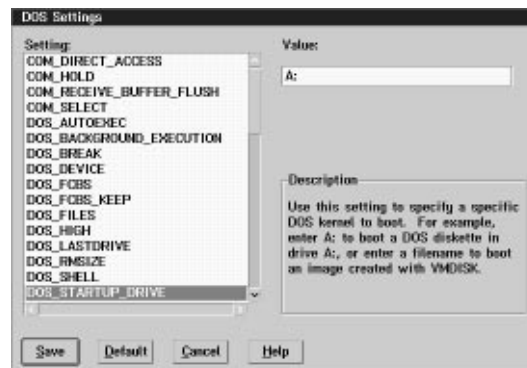 DOS Settings
Setting:
COM_DIRECT_ACCESS
COM_HOLD
COM_RECEIVE_BUFFER_FLUSH
COM_SELECT
DOS_AUTOEXEC
DOS_BACKGROUND_EXECUTION
DOS_BREAK
DOS_DEVICE
DOS_FCBS
DOS_FCBS_KEEP
DOS_FILES
DOS_HIGH
DOS_LASTDRIVE
DOS_RMSIZE
DOS_SHELL
DOS_STARTUP_DRIVE
Value:
A:
Description
Use this setting to specify a specific
DOS kernel to boot. For example,
enter A: to boot a DOS diskette in
drive A:, or enter a filename to boot
an image created with VMDISK.
Save
Default
Cancel
Help